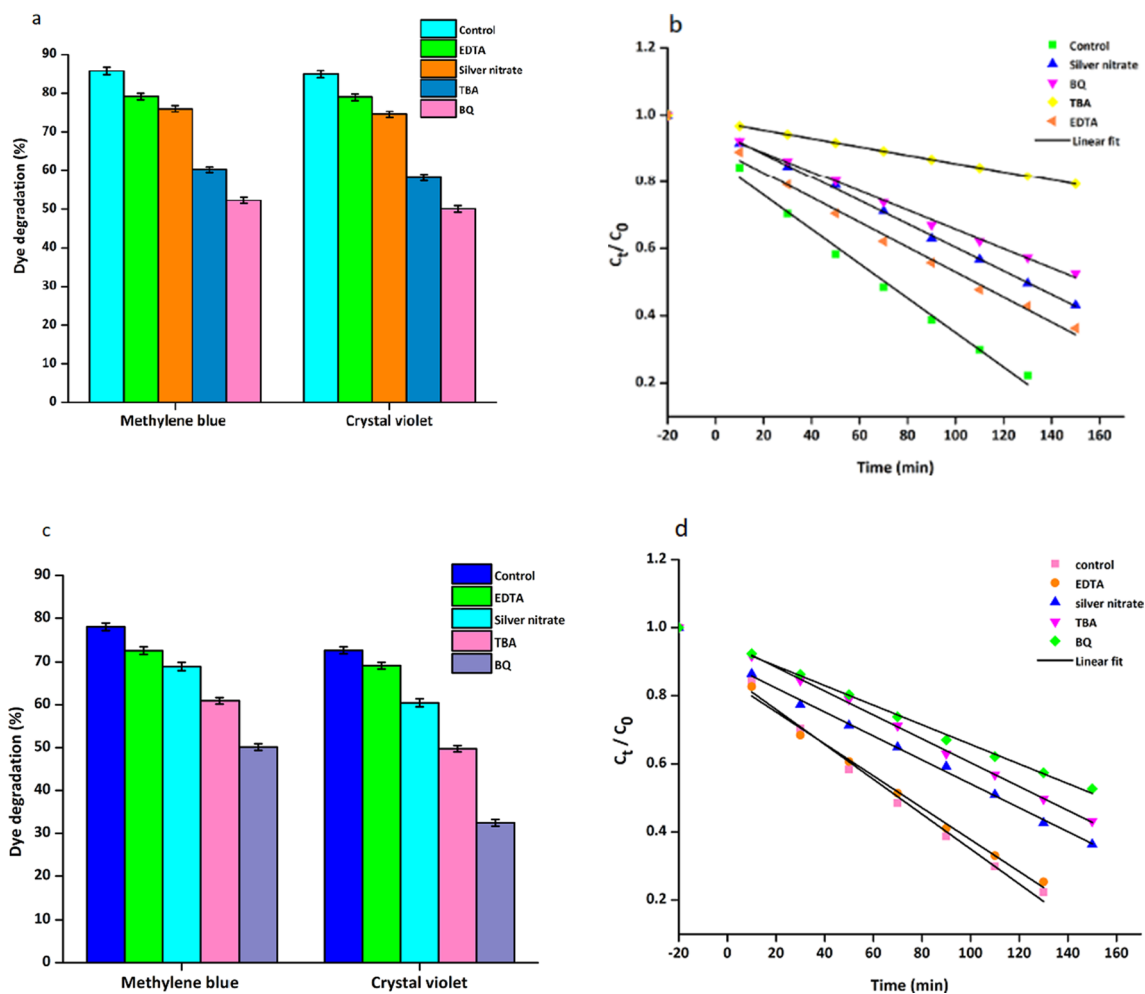 a
Control
EDTA
Silver nitrate
TBA
BQ
Dye degradation (%)
90
80
70
60
50
40
30
20
10
0
Methylene blue
Crystal violet
b
Control
Silver nitrate
BQ
TBA
EDTA
Linear fit
Ct/ C0
1.2
1.0
0.8
0.6
0.4
0.2
-20 0 20 40 60 80 100 120 140 160
Time (min)
c
Control
EDTA
Silver nitrate
TBA
BQ
Dye degradation (%)
90
80
70
60
50
40
30
20
10
0
Methylene blue
Crystal violet
d
control
EDTA
silver nitrate
TBA
BQ
Linear fit
Ct / C0
1.2
1.0
0.8
0.6
0.4
0.2
-20 0 20 40 60 80 100 120 140 160
Time (min)